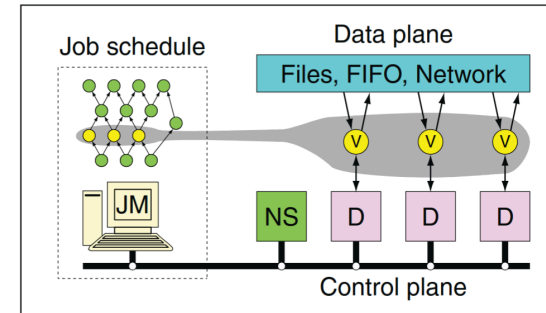 Job schedule
Data plane
Files, FIFO, Network
V V V
JM
NS D D D
Control plane